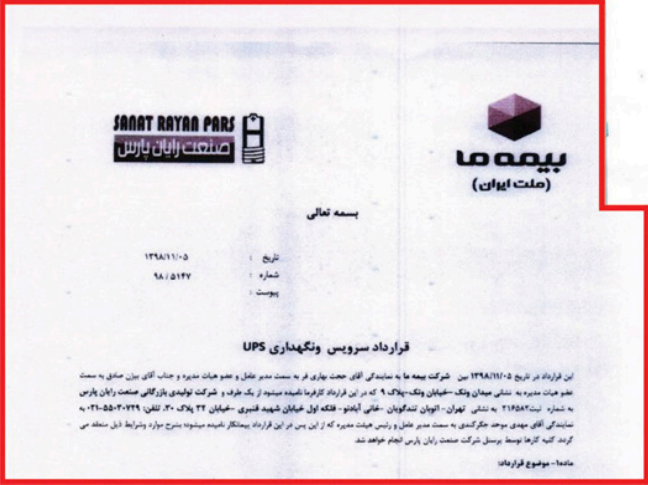 SANAT RAYAN PARS
صنعت رایان پارس
بیمه ما
(ملت ایران)
بسمه تعالی
تاریخ : ۱۳۹۸/۱۱/۰۵
شماره : ۹۸/۵۱۴۷
پیوست :
قرارداد سرویس ونگهداری UPS
این قرارداد در تاریخ ۱۳۹۸/۱۱/۰۵ بین شرکت بیمه ما به نمایندگی آقای حجت بهاری فر به سمت مدیر عامل و عضو هیات مدیره و جناب آقای بیژن صادق به سمت
عضو هیات مدیره به نشانی میدان ونک -خیابان ونک-پلاک ۹ که در این قرارداد کارفرما نامیده میشود از یک طرف و شرکت تولیدی بازرگانی صنعت رایان پارس
به شماره ثبت۲۱۶۵۸۲ به نشانی تهران - اتوبان تندگویان -خانی آبادنو - فلکه اول خیابان شهید قنبری -خیابان ۳۲ پلاک ۲۰، تلفن: ۵۵۰۳۰۷۴۹-۰۲۱ به
نمایندگی آقای مهدی موحد جگرکندی به سمت مدیر عامل و رئیس هیئت مدیره که از این پس در این قرارداد پیمانکار نامیده میشود؛ بشرح موارد وشرایط ذیل منعقد می
گردد. کلیه کارها توسط پرسنل شرکت صنعت رایان پارس انجام خواهد شد.
ماده۱- موضوع قرارداد: